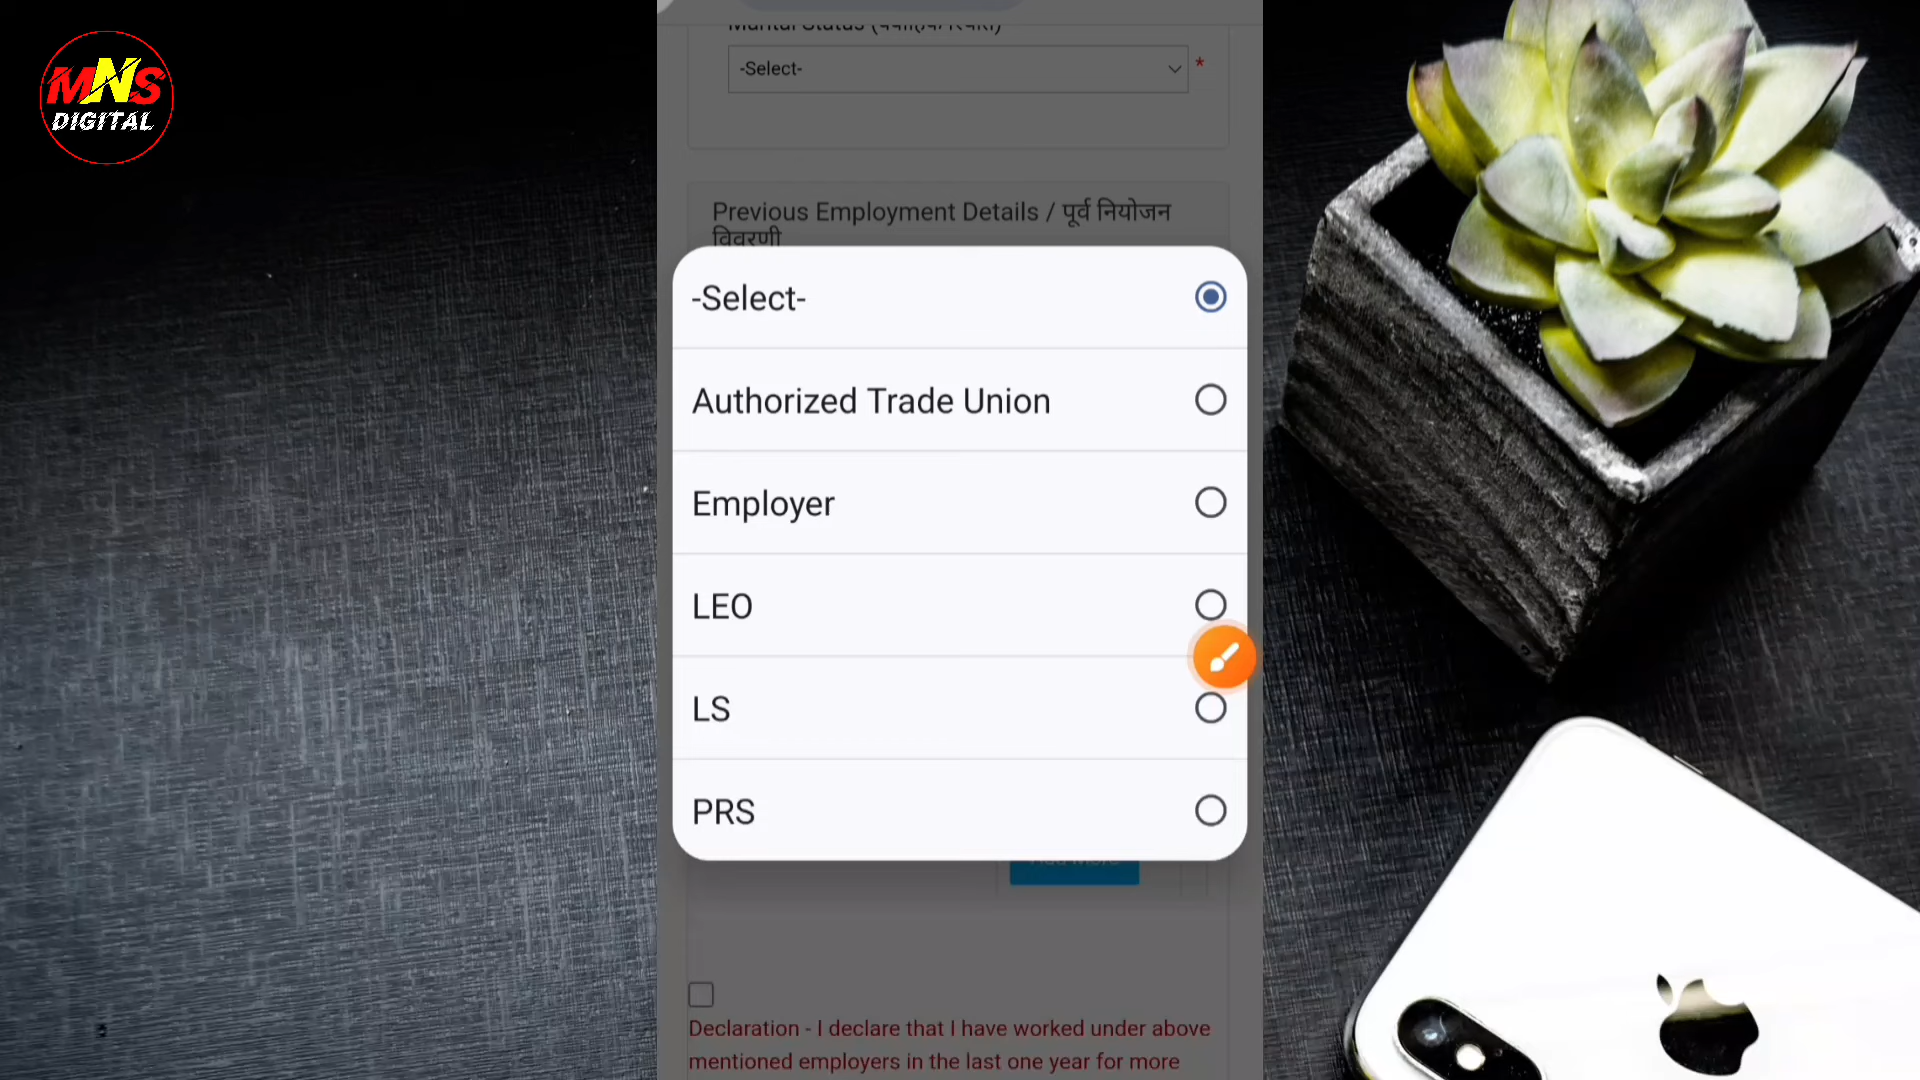 MNS
DIGITAL
-Select-
*
Previous Employment Details / पूर्व नियोजन
विवरणी
-Select-
Authorized Trade Union
Employer
LEO
LS
PRS
Declaration - I declare that I have worked under above
mentioned employers in the last one year for more